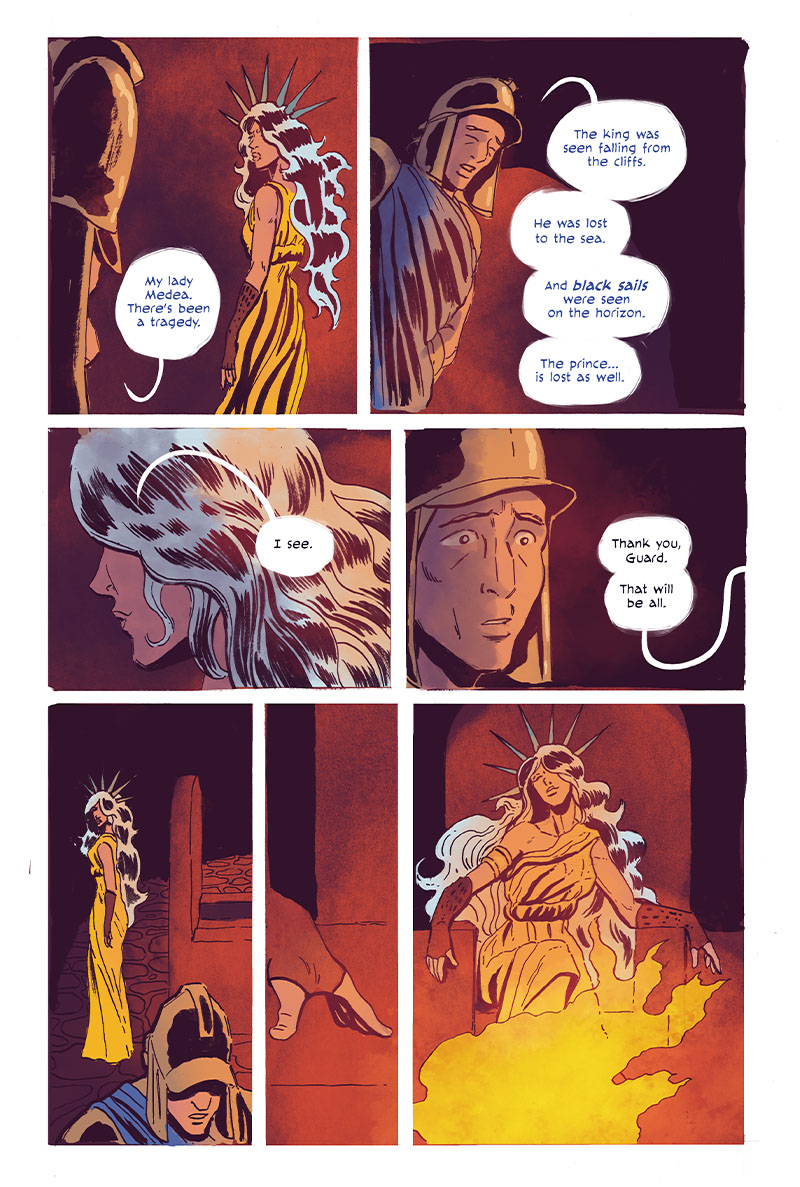 My lady
Medea.
There's been
a tragedy.
The King was
seen falling from
the cliffs.
He was lost
to the sea.
And black sails
were seen
on the horizon.
The prince...
is lost as well.
I see.
Thank you,
Guard.
That will
be all.